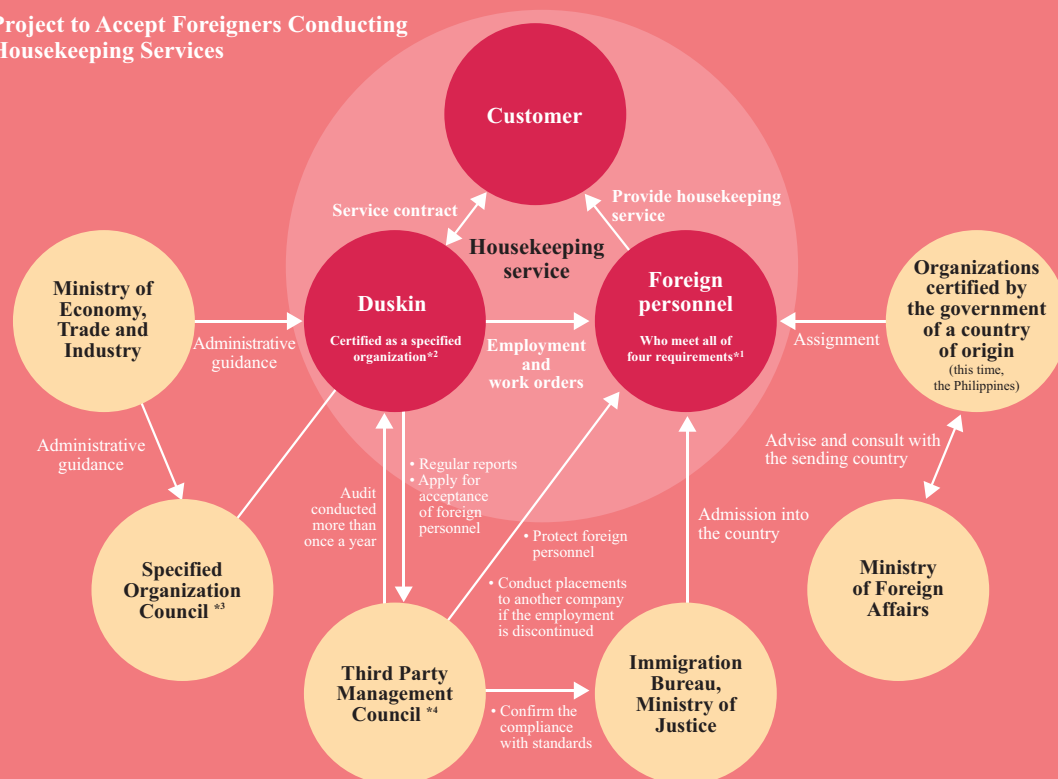 Project to Accept Foreigners Conducting
Housekeeping Services
Customer
Service contract
Provide housekeeping
service
Housekeeping
service
Ministry of
Economy,
Trade and
Industry
Administrative
guidance
Duskin
Certified as a specified
organization*2
Employment
and
work orders
Foreign
personnel
Who meet all of
four requirements*1
Assignment
Organizations
certified by
the government
of a country
of origin
(this time,
the Philippines)
Administrative
guidance
Advise and consult with
the sending country
• Regular reports
• Apply for
acceptance
of foreign
personnel
Audit
conducted
more than
once a year
Admission into
the country
• Protect foreign
personnel
• Conduct placements
to another company
if the employment
is discontinued
Specified
Organization
Council *3
Ministry
of Foreign
Affairs
Third Party
Management
Council *4
• Confirm the
compliance
with standards
Immigration
Bureau,
Ministry of
Justice